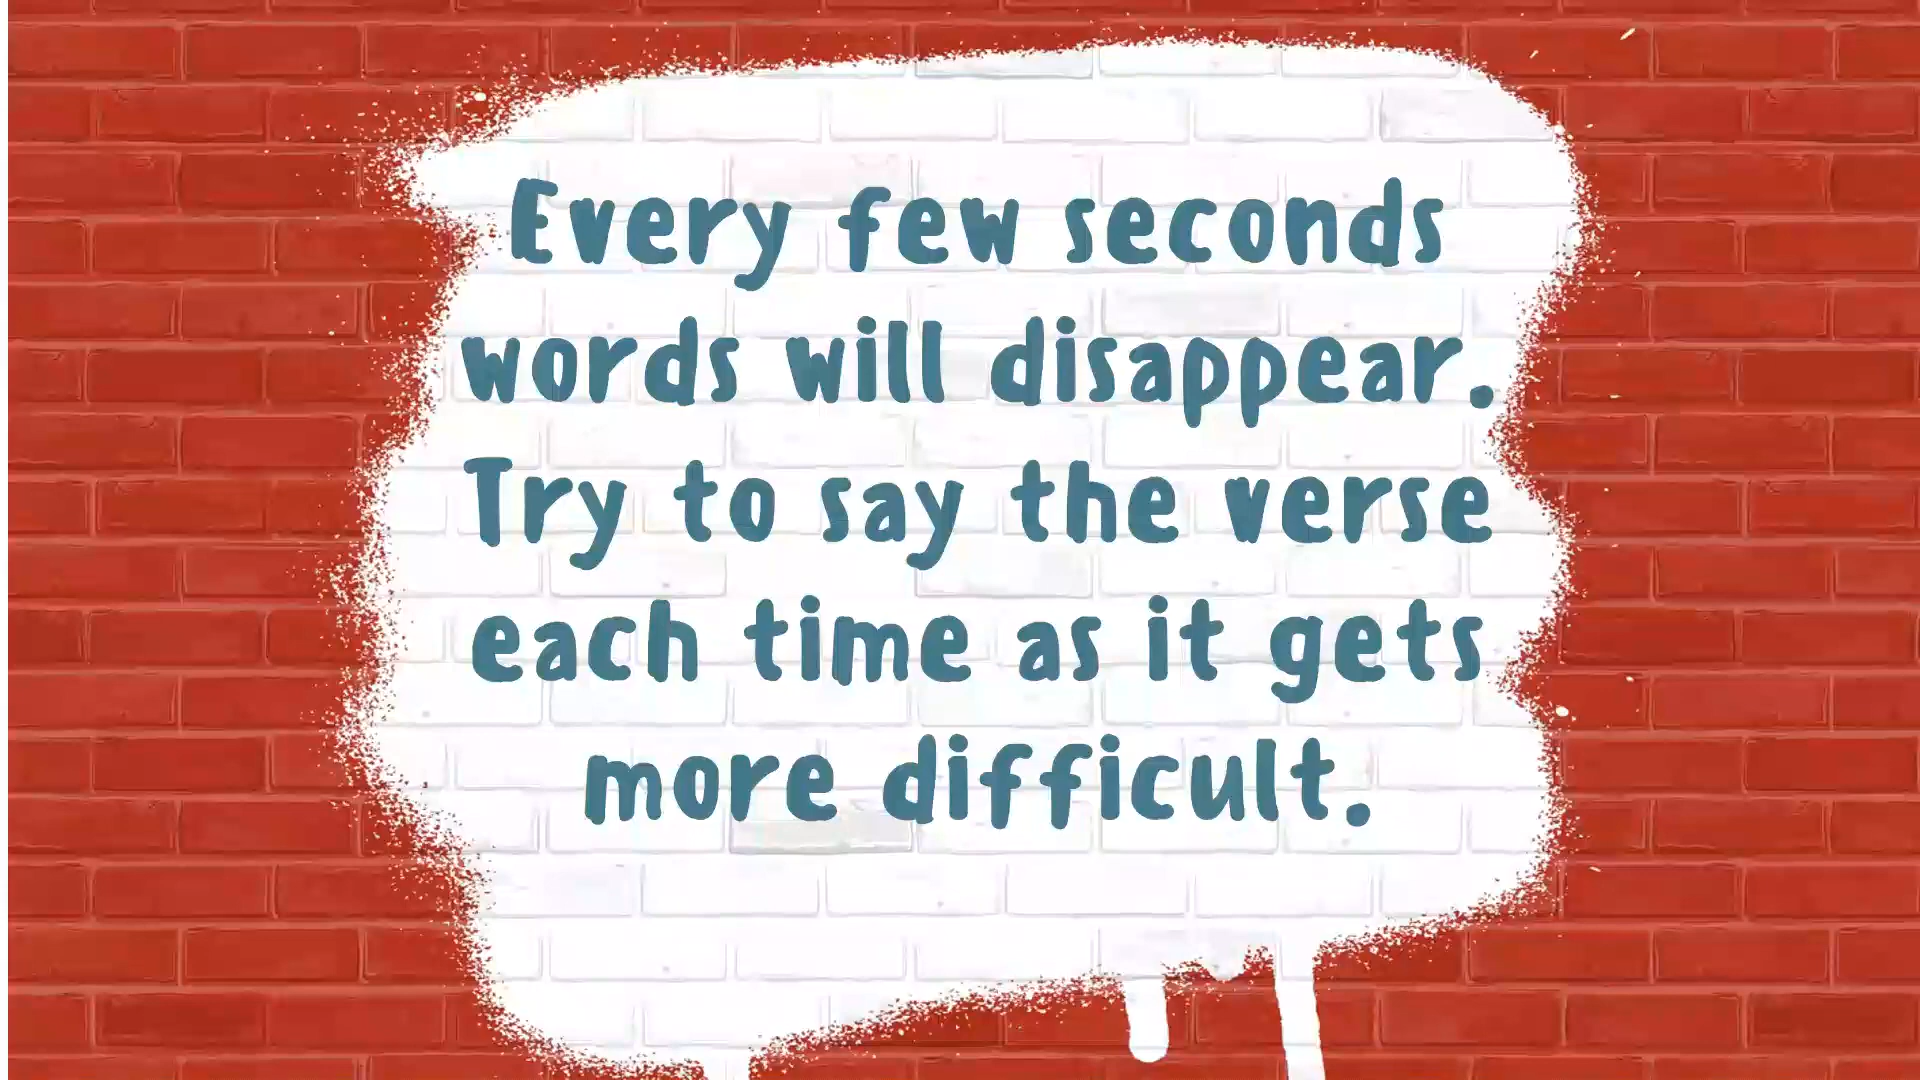 Every few seconds
words will disappear.
Try to say the verse
each time as it gets
more difficult.